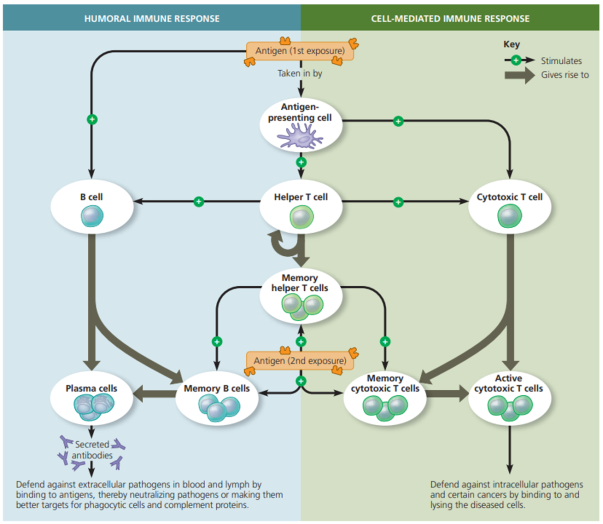 HUMORAL IMMUNE RESPONSE
CELL-MEDIATED IMMUNE RESPONSE
Antigen (1st exposure)
Key
Stimulates
Gives rise to
Taken in by
Antigen-
presenting cell
+
+
+
B cell
+
Helper T cell
+
Cytotoxic T cell
Memory
helper T cells
+
+
+
Antigen (2nd exposure)
+
Plasma cells
Memory B cells
Memory
cytotoxic T cells
Active
cytotoxic T cells
Secreted
antibodies
Defend against extracellular pathogens in blood and lymph by
binding to antigens, thereby neutralizing pathogens or making them
better targets for phagocytic cells and complement proteins.
Defend against intracellular pathogens
and certain cancers by binding to and
lysing the diseased cells.